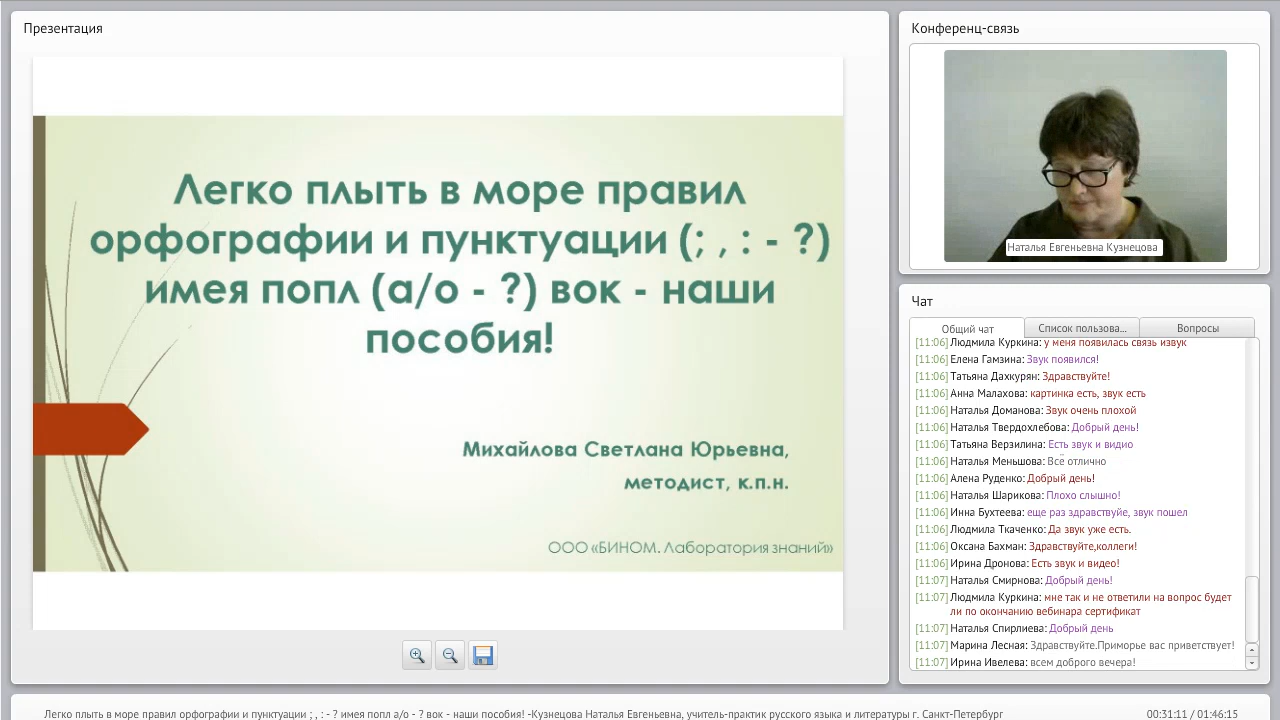 Презентация
Легко плыть в море правил
орфографии и пунктуации (; , : - ?)
имея попл (а/о - ?) вок - наши
пособия!
Михайлова Светлана Юрьевна,
методист, к.п.н.
ООО «БИНОМ. Лаборатория знаний»
Конференц-связь
Наталья Евгеньевна Кузнецова
Чат
Общий чат
Список пользова...
Вопросы
[11:06] Людмила Куркина: у меня появилась связь извук
[11:06] Елена Гамзина: Звук появился!
[11:06] Татьяна Дахкурян: Здравствуйте!
[11:06] Анна Малахова: картинка есть, звук есть
[11:06] Наталья Доманова: Звук очень плохой
[11:06] Наталья Твердохлебова: Добрый день!
[11:06] Татьяна Верзилина: Есть звук и видио
[11:06] Наталья Меньшова: Всё отлично
[11:06] Алена Руденко: Добрый день!
[11:06] Наталья Шарикова: Плохо слышно!
[11:06] Инна Бухтеева: еще раз здравствуйе, звук пошел
[11:06] Людмила Ткаченко: Да звук уже есть.
[11:06] Оксана Бахман: Здравствуйте,коллеги!
[11:06] Ирина Дронова: Есть звук и видео!
[11:07] Наталья Смирнова: Добрый день!
[11:07] Людмила Куркина: мне так и не ответили на вопрос будет
ли по окончанию вебинара сертификат
[11:07] Наталья Спирлиева: Добрый день
[11:07] Марина Лесная: Здравствуйте.Приморье вас приветствует!
[11:07] Ирина Ивелева: всем доброго вечера!
Легко плыть в море правил орфографии и пунктуации ; , : - ? имея попл а/о - ? вок - наши пособия! -Кузнецова Наталья Евгеньевна, учитель-практик русского языка и литературы г. Санкт-Петербург
00:31:11 / 01:46:15